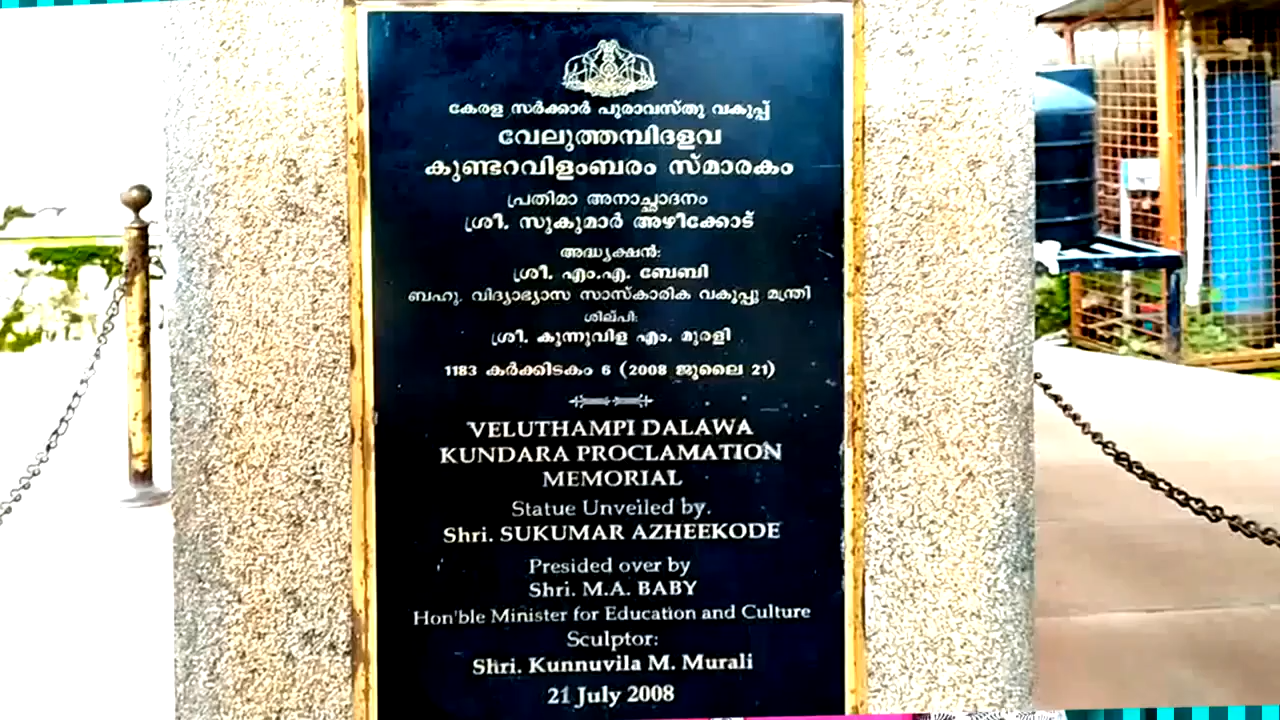 കേരള സർക്കാർ പുരാവസ്തു വകുപ്പ്
വേലുത്തമ്പിദളവ
കുണ്ടറവിളംബരം സ്മാരകം
പ്രതിമാ അനാച്ഛാദനം
ശ്രീ. സുകുമാർ അഴീക്കോട്
അദ്ധ്യക്ഷൻ:
ശ്രീ. എം.എ. ബേബി
ബഹു. വിദ്യാഭ്യാസ സാംസ്കാരിക വകുപ്പു മന്ത്രി
ശില്പി:
ശ്രീ. കുന്നുവിള എം. മുരളി
1183 കർക്കിടകം 6 (2008 ജൂലൈ 21)
VELUTHAMPI DALAWA
KUNDARA PROCLAMATION
MEMORIAL
Statue Unveiled by.
Shri. SUKUMAR AZHEEKODE
Presided over by
Shri. M.A. BABY
Hon'ble Minister for Education and Culture
Sculptor:
Shri. Kunnuvila M. Murali
21 July 2008